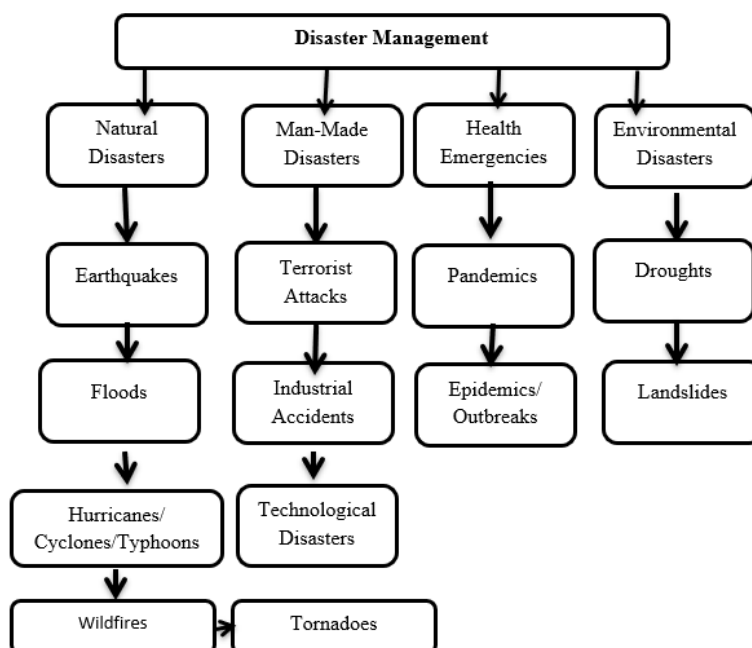 Disaster Management
Natural
Disasters
Man-Made
Disasters
Health
Emergencies
Environmental
Disasters
Earthquakes
Terrorist
Attacks
Pandemics
Droughts
Floods
Industrial
Accidents
Epidemics/
Outbreaks
Landslides
Hurricanes/
Cyclones/Typhoons
Technological
Disasters
Wildfires
Tornadoes